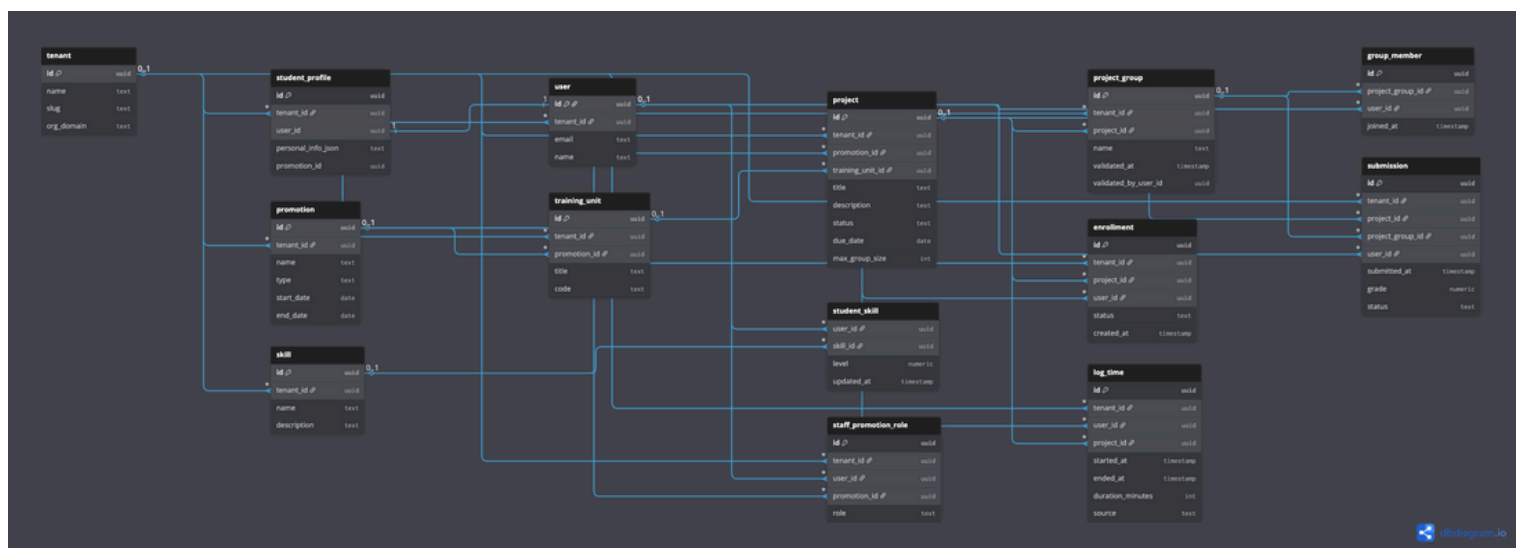 tenant
id uuid
name text
slug text
org_domain text
0..1
student_profile
id uuid
tenant_id uuid
user_id uuid
personal_info_json text
promotion_id uuid
1
promotion
id uuid
tenant_id uuid
name text
type text
start_date date
end_date date
0..1
skill
id uuid
tenant_id uuid
name text
description text
0..1
user
id uuid
tenant_id uuid
email text
name text
1
0..1
training_unit
id uuid
tenant_id uuid
promotion_id uuid
title text
code text
0..1
project
id uuid
tenant_id uuid
promotion_id uuid
training_unit_id uuid
title text
description text
status text
due_date date
max_group_size int
0..1
student_skill
user_id uuid
skill_id uuid
level numeric
updated_at timestamp
staff_promotion_role
id uuid
tenant_id uuid
user_id uuid
promotion_id uuid
role text
project_group
id uuid
tenant_id uuid
project_id uuid
name text
validated_at timestamp
validated_by_user_id uuid
0..1
enrollment
id uuid
tenant_id uuid
project_id uuid
user_id uuid
status text
created_at timestamp
log_time
id uuid
tenant_id uuid
user_id uuid
project_id uuid
started_at timestamp
ended_at timestamp
duration_minutes int
source text
group_member
id uuid
project_group_id uuid
user_id uuid
joined_at timestamp
submission
id uuid
tenant_id uuid
project_id uuid
project_group_id uuid
user_id uuid
submitted_at timestamp
grade numeric
status text
dbdiagram.io